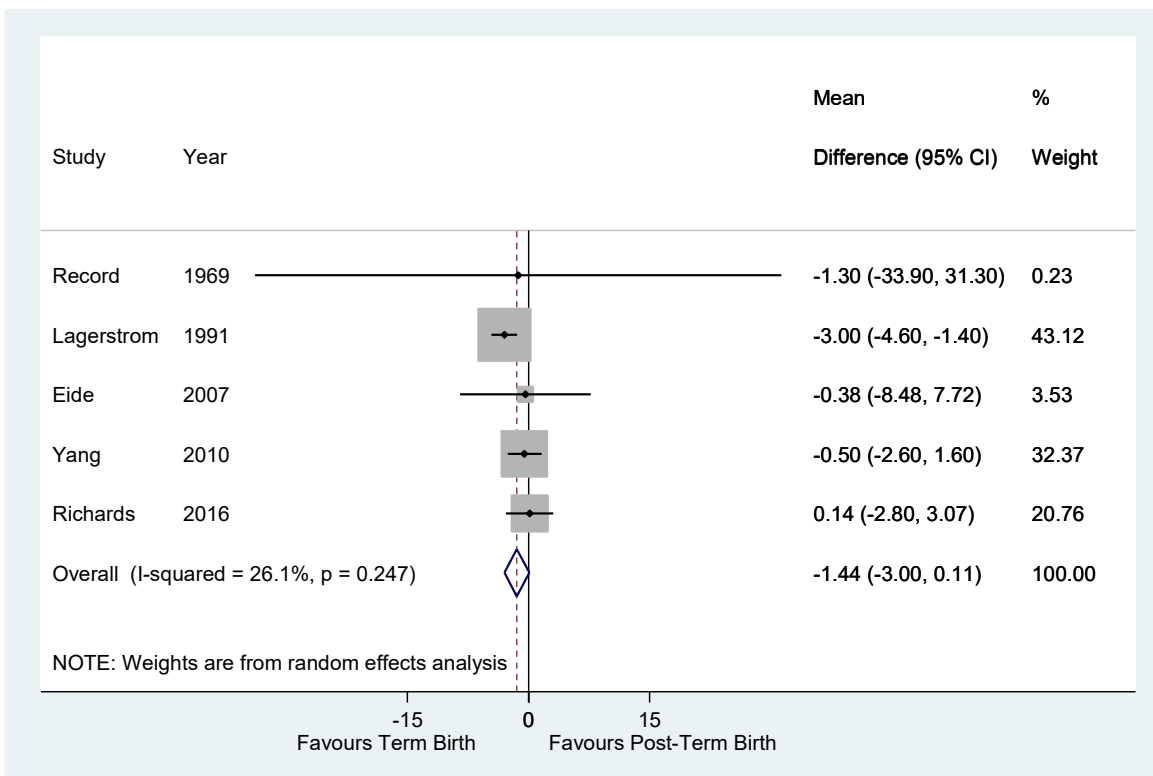 Mean %
Study Year Difference (95% CI) Weight
Record 1969 -1.30 (-33.90, 31.30) 0.23
Lagerstrom 1991 -3.00 (-4.60, -1.40) 43.12
Eide 2007 -0.38 (-8.48, 7.72) 3.53
Yang 2010 -0.50 (-2.60, 1.60) 32.37
Richards 2016 0.14 (-2.80, 3.07) 20.76
Overall (I-squared = 26.1%, p = 0.247) -1.44 (-3.00, 0.11) 100.00
NOTE: Weights are from random effects analysis
-15 0 15
Favours Term Birth Favours Post-Term Birth